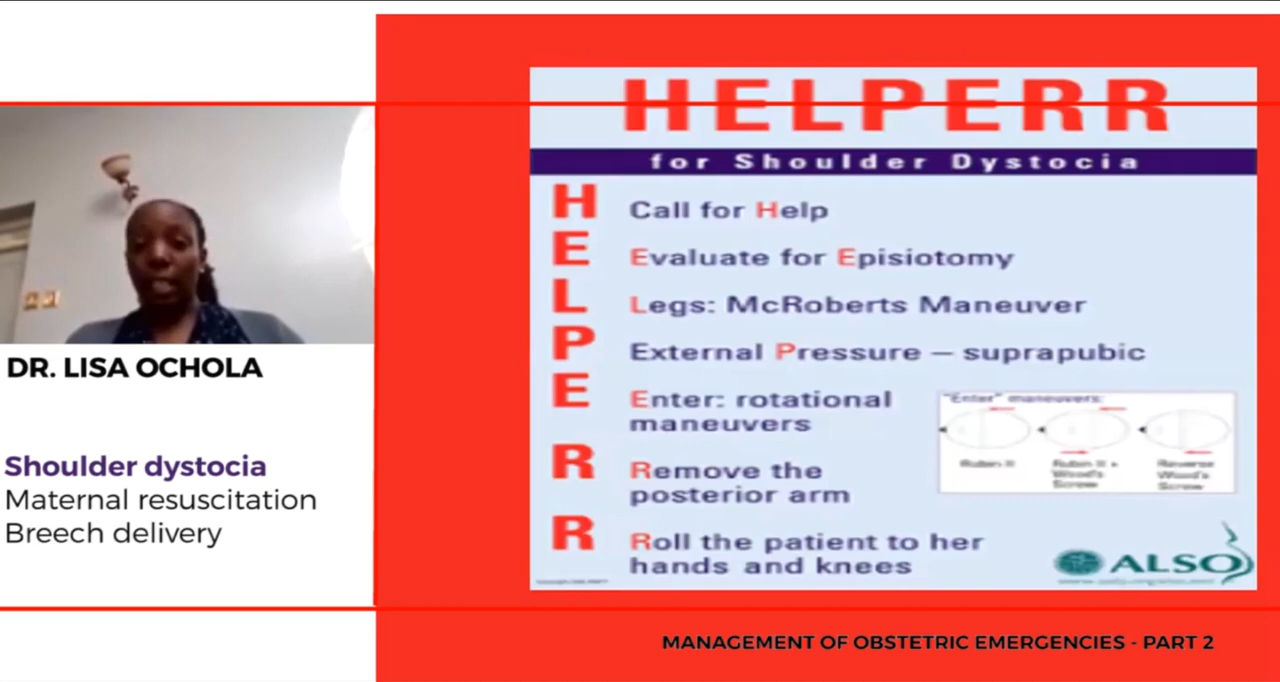 HELPERR
for Shoulder Dystocia
H Call for Help
E Evaluate for Episiotomy
L Legs: McRoberts Maneuver
P External Pressure – suprapubic
E Enter: rotational
maneuvers
"Enter" maneuvers:
Rubin II
Rubin II +
Wood's
Screw
Reverse
Wood's
Screw
R Remove the
posterior arm
R Roll the patient to her
hands and knees
ALSO
DR. LISA OCHOLA
Shoulder dystocia
Maternal resuscitation
Breech delivery
MANAGEMENT OF OBSTETRIC EMERGENCIES - PART 2